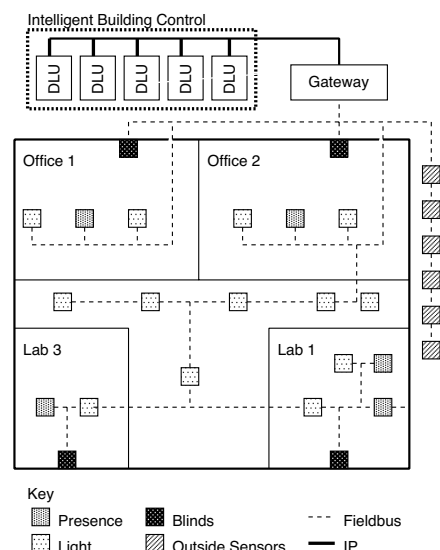 Intelligent Building Control
DLU DLU DLU DLU DLU
Gateway
Office 1
Office 2
Lab 3
Lab 1
Key
Presence Blinds Fieldbus
Light Outside Sensors IP